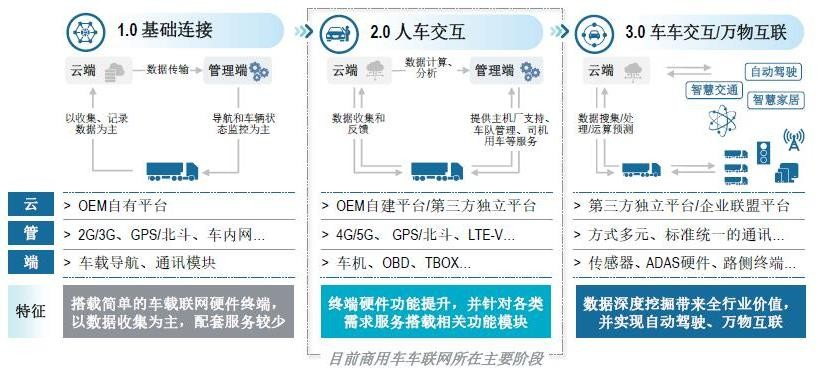 1.0 基础连接
云端
数据传输
管理端
以收集、记录
数据为主
导航和车辆状
态监控为主
2.0 人车交互
云端
数据计算、
分析
管理端
数据收集和
反馈
提供主机厂支持、
车队管理、司机
用车等服务
3.0 车车交互/万物互联
云端
自动驾驶
智慧交通
智慧家居
数据搜集/处
理/运算预测
云
> OEM自有平台
> OEM自建平台/第三方独立平台
> 第三方独立平台/企业联盟平台
管
> 2G/3G、GPS/北斗、车内网...
> 4G/5G、 GPS/北斗、LTE-V...
> 方式多元、标准统一的通讯...
端
> 车载导航、通讯模块
> 车机、OBD、TBOX...
> 传感器、ADAS硬件、路侧终端...
特征
搭载简单的车载联网硬件终端，
以数据收集为主，配套服务较少
终端硬件功能提升，并针对各类
需求服务搭载相关功能模块
数据深度挖掘带来全行业价值，
并实现自动驾驶、万物互联
目前商用车车联网所在主要阶段